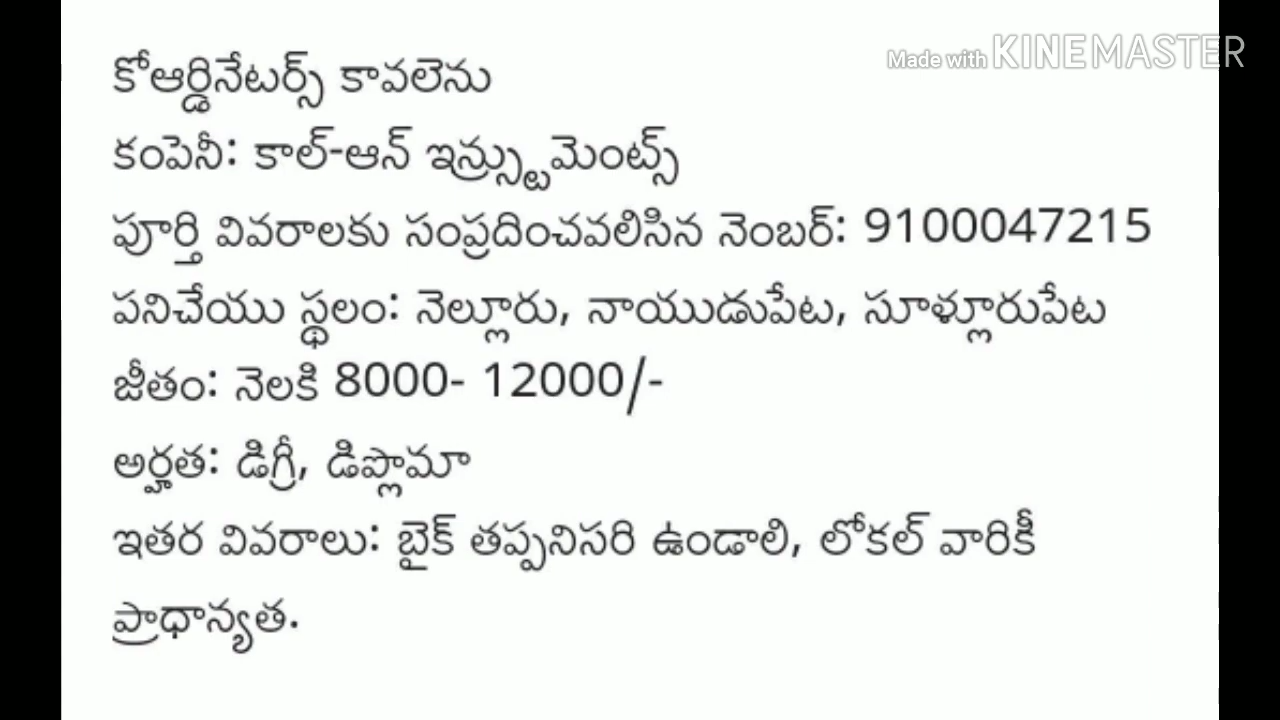 Made with KINEMASTER
కోఆర్డినేటర్స్ కావలెను
కంపెనీ: కాల్-ఆన్ ఇన్స్ట్రుమెంట్స్
పూర్తి వివరాలకు సంప్రదించవలిసిన నెంబర్: 9100047215
పనిచేయు స్థలం: నెల్లూరు, నాయుడుపేట, సూళ్లూరుపేట
జీతం: నెలకి 8000- 12000/-
అర్హత: డిగ్రీ, డిప్లొమా
ఇతర వివరాలు: బైక్ తప్పనిసరి ఉండాలి, లోకల్ వారికీ
ప్రాధాన్యత.